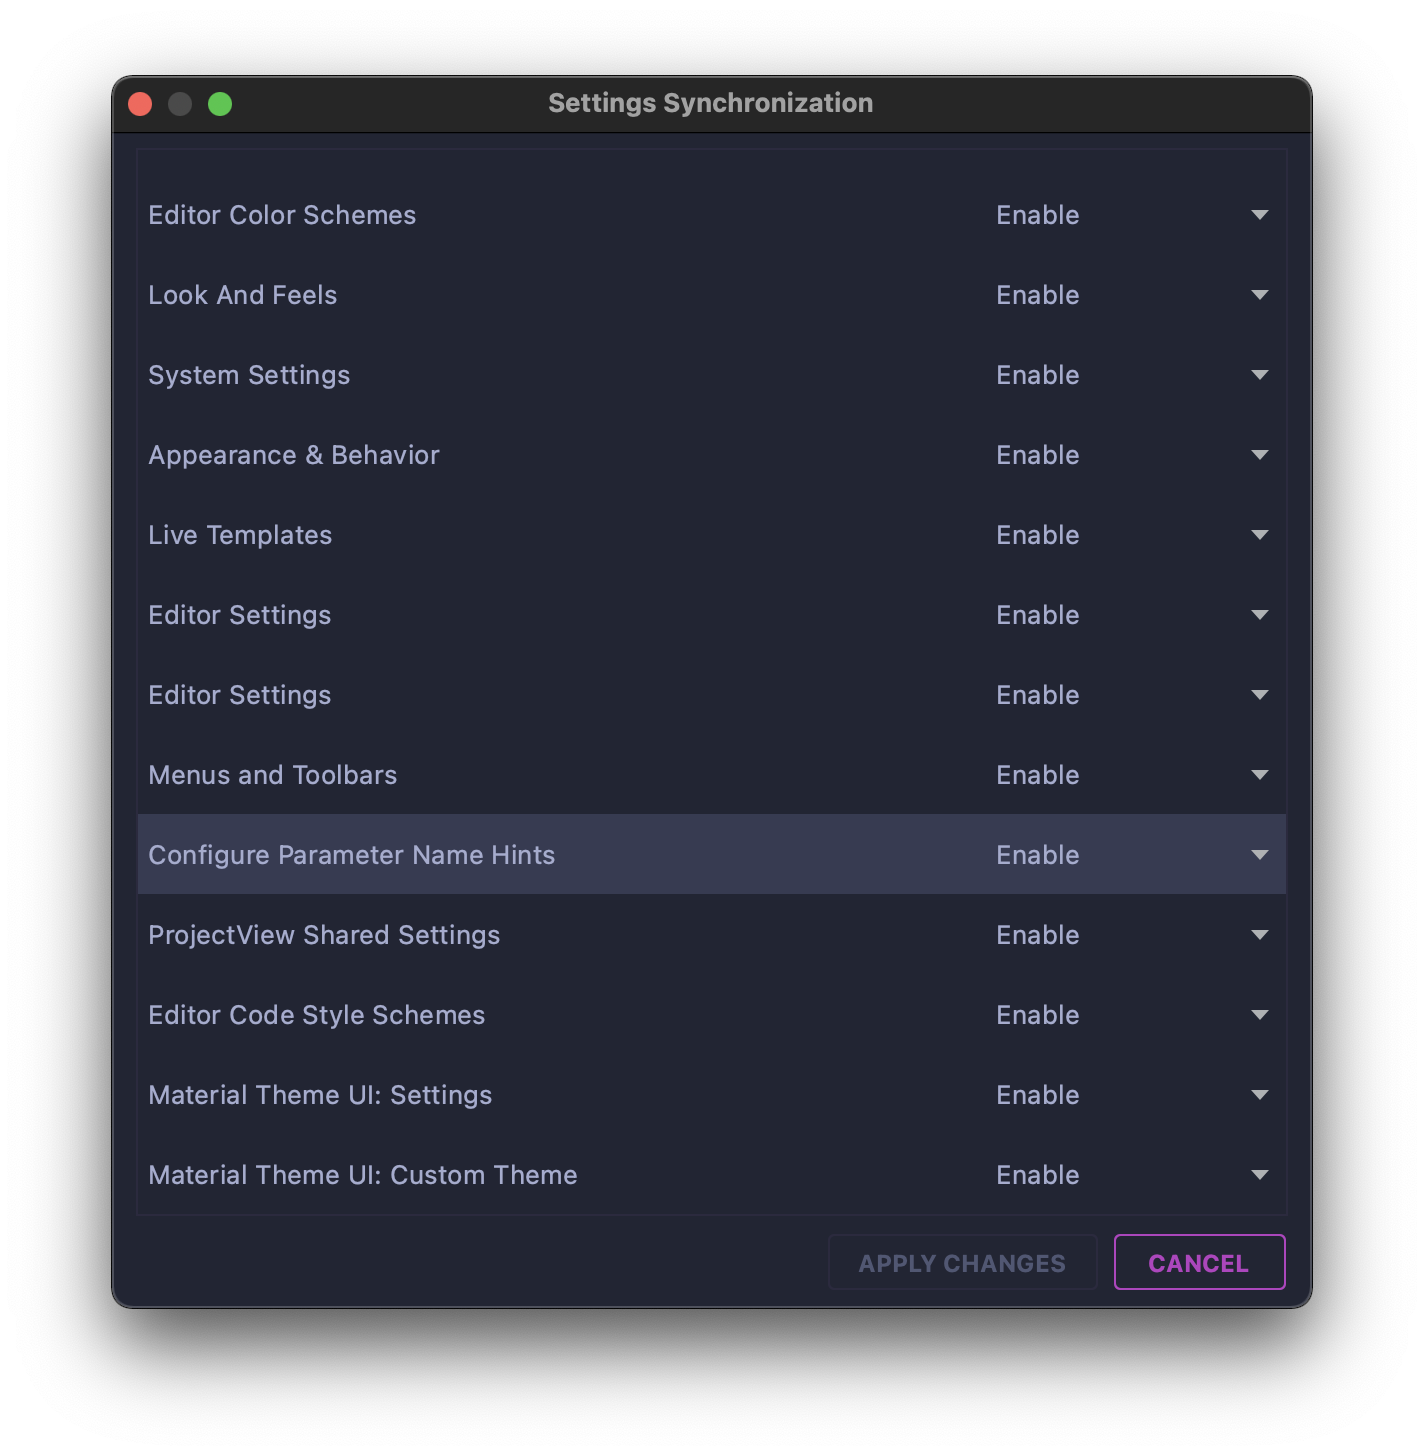 Settings Synchronization
Editor Color Schemes Enable
Look And Feels Enable
System Settings Enable
Appearance & Behavior Enable
Live Templates Enable
Editor Settings Enable
Editor Settings Enable
Menus and Toolbars Enable
Configure Parameter Name Hints Enable
ProjectView Shared Settings Enable
Editor Code Style Schemes Enable
Material Theme UI: Settings Enable
Material Theme UI: Custom Theme Enable
APPLY CHANGES CANCEL